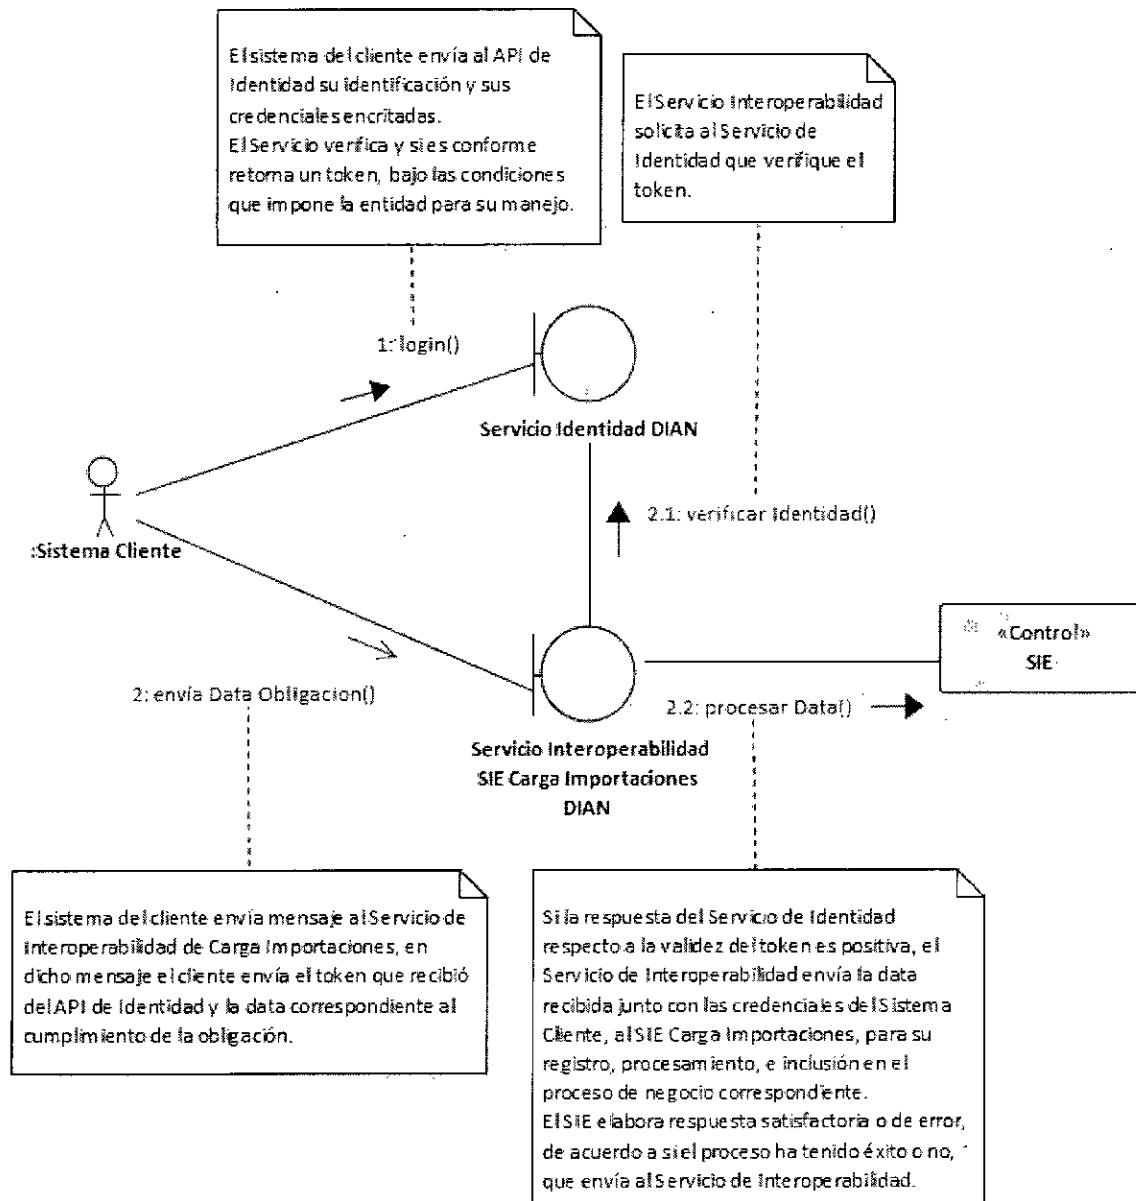 El sistema del cliente envía al API de
Identidad su identificación y sus
credenciales encritadas.
El Servicio verifica y si es conforme
retorna un token, bajo las condiciones
que impone la entidad para su manejo.
El Servicio Interoperabilidad
solicita al Servicio de
Identidad que verifique el
token.
1: login()
Servicio Identidad DIAN
2.1: verificar Identidad()
:Sistema Cliente
«Control»
SIE
2: envía Data Obligacion()
2.2: procesar Data()
Servicio Interoperabilidad
SIE Carga Importaciones
DIAN
El sistema del cliente envía mensaje al Servicio de
Interoperabilidad de Carga Importaciones, en
dicho mensaje el cliente envía el token que recibió
del API de Identidad y la data correspondiente al
cumplimiento de la obligación.
Si la respuesta del Servicio de Identidad
respecto a la validez del token es positiva, el
Servicio de Interoperabilidad envía la data
recibida junto con las credenciales del Sistema
Cliente, al SIE Carga Importaciones, para su
registro, procesamiento, e inclusión en el
proceso de negocio correspondiente.
El SIE elabora respuesta satisfactoria o de error,
de acuerdo a si el proceso ha tenido éxito o no,
que envía al Servicio de Interoperabilidad.